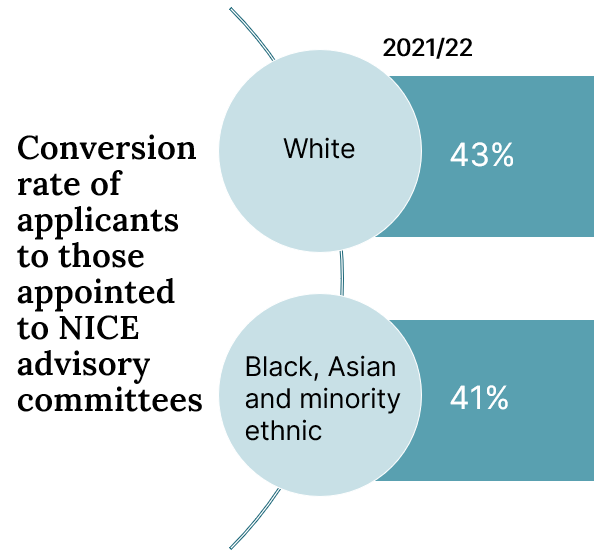 Conversion
rate of
applicants
to those
appointed
to NICE
advisory
committees
2021/22
White
43%
Black, Asian
and minority
ethnic
41%